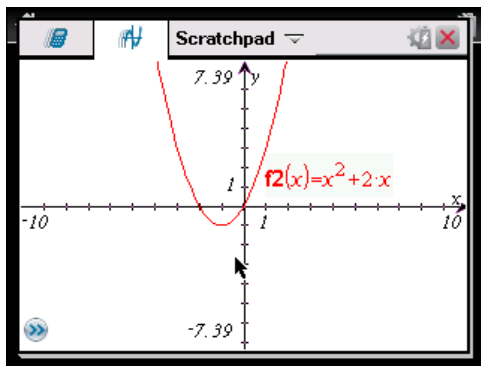 Scratchpad
7.39 y
1
f2(x)=x²+2·x
x
-10 1 10
-7.39